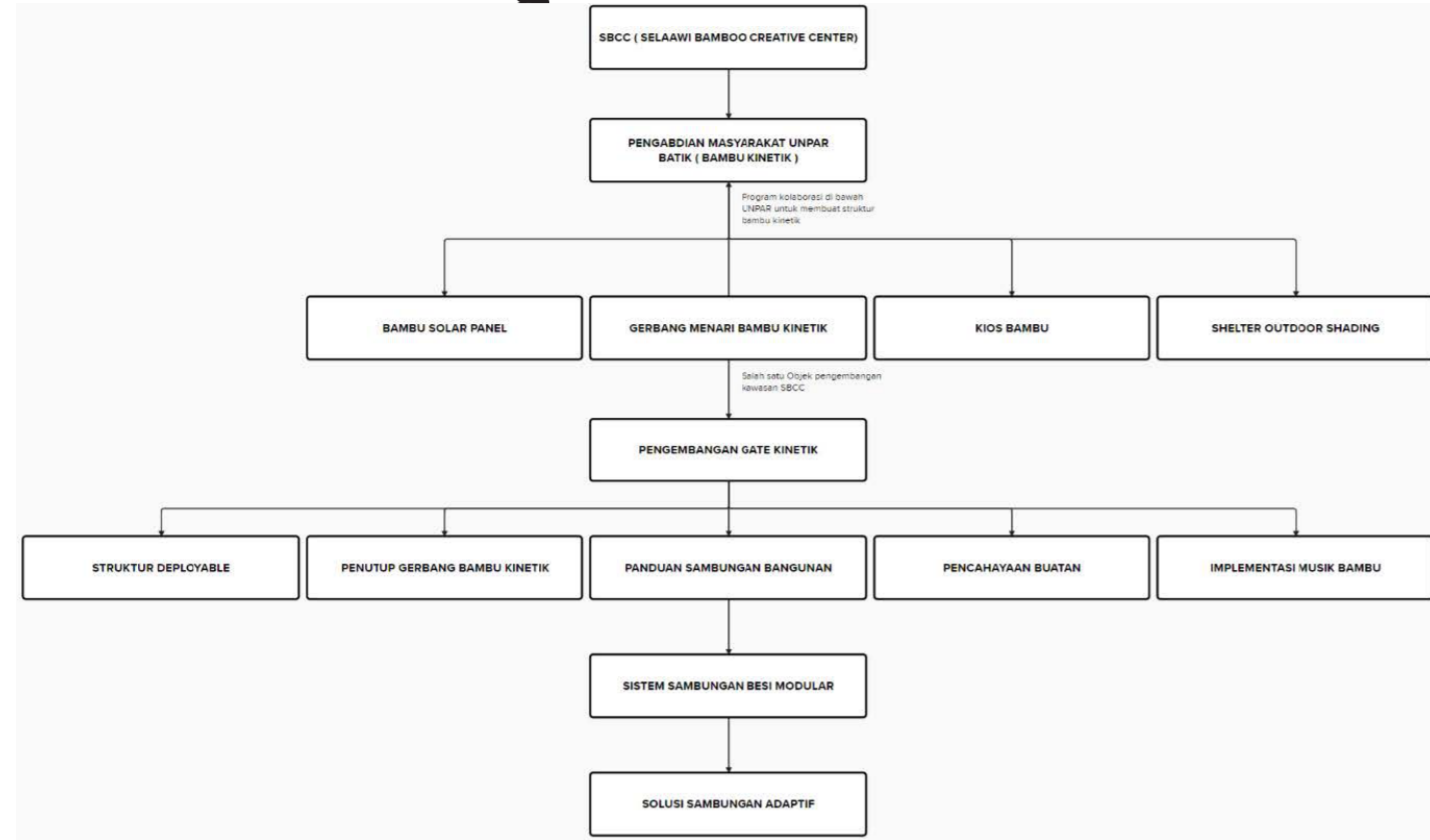 SBCC ( SELAAWI BAMBOO CREATIVE CENTER)
PENGABDIAN MASYARAKAT UNPAR
BATIK ( BAMBU KINETIK )
Program kolaborasi di bawah
UNPAR untuk membuat struktur
bambu kinetik
BAMBU SOLAR PANEL
GERBANG MENARI BAMBU KINETIK
KIOS BAMBU
SHELTER OUTDOOR SHADING
Salah satu Objek pengembangan
kawasan SBCC
PENGEMBANGAN GATE KINETIK
STRUKTUR DEPLOYABLE
PENUTUP GERBANG BAMBU KINETIK
PANDUAN SAMBUNGAN BANGUNAN
PENCAHAYAAN BUATAN
IMPLEMENTASI MUSIK BAMBU
SISTEM SAMBUNGAN BESI MODULAR
SOLUSI SAMBUNGAN ADAPTIF